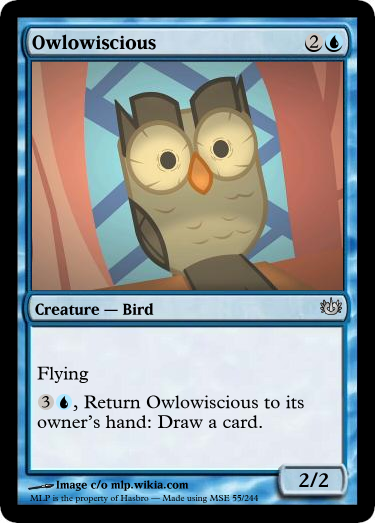 Owlowiscious 2
Creature — Bird
Flying
3, Return Owlowiscious to its
owner's hand: Draw a card.
2/2
Image c/o mlp.wikia.com
MLP is the property of Hasbro — Made using MSE 55/244